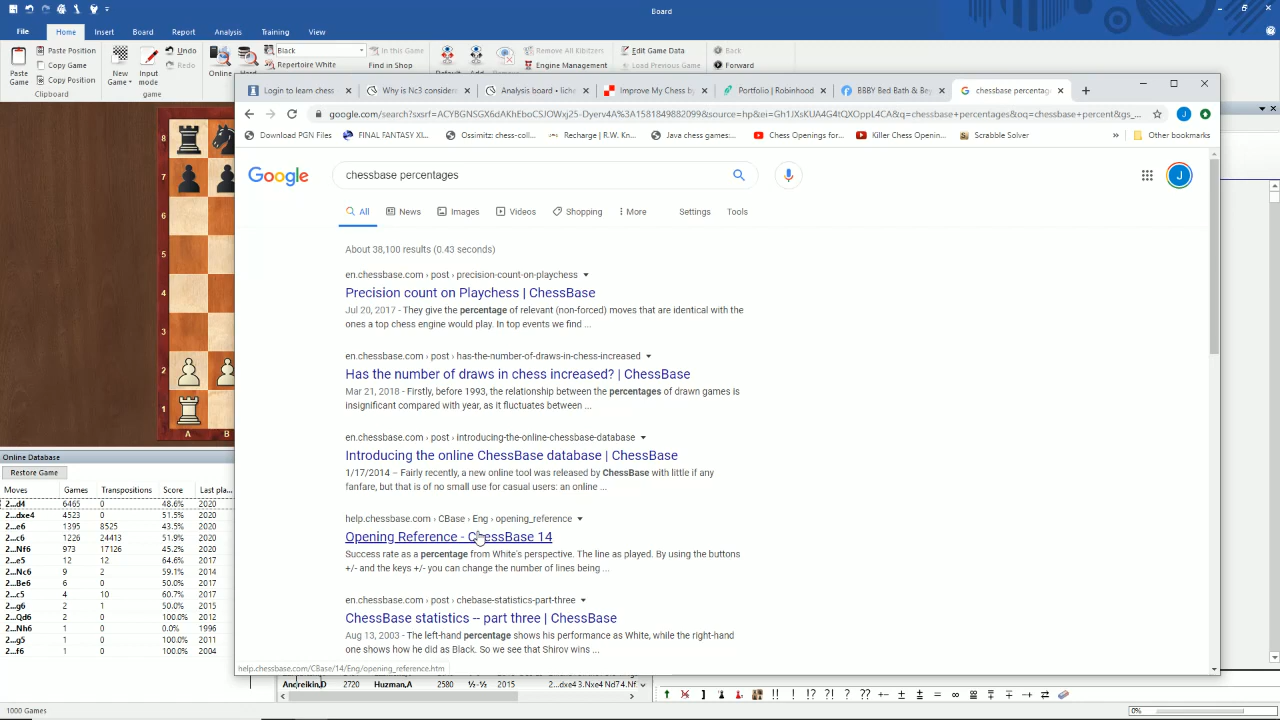 Board
File Home Insert Board Report Analysis Training View
Paste Position
Copy Game
Copy Position
Paste Game
Clipboard
New Game
Input mode
game
Undo
Redo
Online
Black
Repertoire White
In this Game
Find in Shop
Add
Remove All Kibitzers
Engine Management
Edit Game Data
Load Previous Game
Back
Forward
Login to learn chess
Why is Nc3 consider
Analysis board • lichess
Improve My Chess by
Portfolio | Robinhood
BBBY Bed Bath & Bey
chessbase percentag
google.com/search?
Download PGN Files
FINAL FANTASY XI...
Ossimitz: chess-coll...
Recharge | R.W. Kn...
Java chess games:...
Chess Openings for...
Chess Openin...
Scrabble Solver
»
Other bookmarks
J
Google
chessbase percentages
J
All News Images Videos Shopping More Settings Tools
About 38,100 results (0.43 seconds)
en.chessbase.com › post › precision-count-on-playchess
Precision count on Playchess | ChessBase
Jul 20, 2017 - They give the percentage of relevant (non-forced) moves that are identical with the
ones a top chess engine would play. In top events we find ...
en.chessbase.com › post › has-the-number-of-draws-in-chess-increased
Has the number of draws in chess increased? | ChessBase
Mar 21, 2018 - Firstly, before 1993, the relationship between the percentages of drawn games is
insignificant compared with year, as it fluctuates between ...
en.chessbase.com › post › introducing-the-online-chessbase-database
Introducing the online ChessBase database | ChessBase
1/17/2014 – Fairly recently, a new online tool was released by ChessBase with little if any
fanfare, but that is of no small use for casual users: an online ...
help.chessbase.com › CBase › Eng › opening_reference
Opening Reference - ChessBase 14
Success rate as a percentage from White's perspective. The line as played. By using the buttons
+/- and the keys +/- you can change the number of lines being ...
en.chessbase.com › post › chebase-statistics-part-three
ChessBase statistics -- part three | ChessBase
Aug 13, 2003 - The left-hand percentage shows his performance as White, while the right-hand
one shows how he did as Black. So we see that Shirov wins ...
help.chessbase.com/CBase/14/Eng/opening_reference.htm
8
7
6
5
4
3
2
1
A B
Online Database
Restore Game
Moves Games Transpositions Score Last pla...
2...d4 6465 0 48.6% 2020
2...dxe4 4523 0 51.5% 2020
2...e6 1395 8525 43.5% 2020
2...c6 1226 24413 51.9% 2020
2...Nf6 973 17126 45.2% 2020
2...e5 12 12 64.6% 2017
2...Nc6 9 2 59.1% 2014
2...Be6 6 0 50.0% 2017
2...c5 4 10 60.7% 2017
2...g6 2 1 50.0% 2015
2...Qd6 2 0 100.0% 2012
2...Nh6 1 0 0.0% 1996
2...g5 1 0 100.0% 2011
2...f6 1 0 100.0% 2004
Andreikin,D 2720 Huzman,A 2580 ½-½ 2015 2...dxe4 3.Nxe4 Nd7 4.Nf
1000 Games
0%